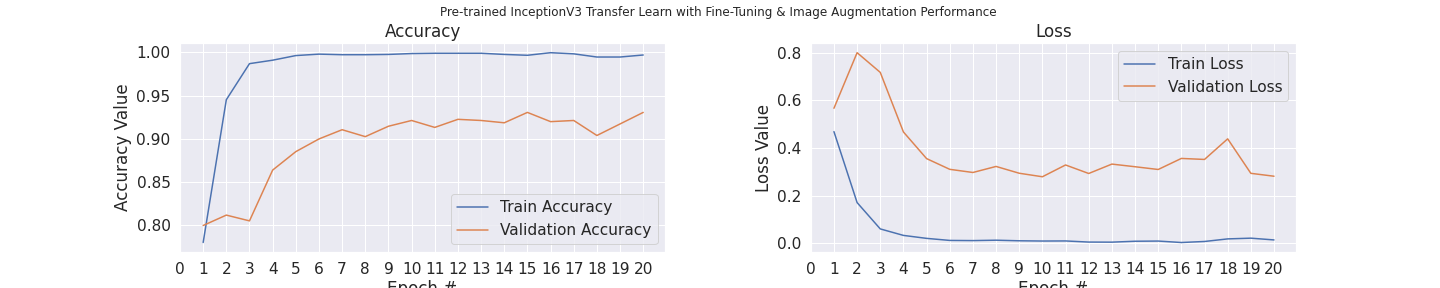 Pre-trained InceptionV3 Transfer Learn with Fine-Tuning & Image Augmentation Performance
Accuracy
Accuracy Value
1.00
0.95
0.90
0.85
0.80
Train Accuracy
Validation Accuracy
0 1 2 3 4 5 6 7 8 9 10 11 12 13 14 15 16 17 18 19 20
Epoch #
Loss
Loss Value
0.8
0.6
0.4
0.2
0.0
Train Loss
Validation Loss
0 1 2 3 4 5 6 7 8 9 10 11 12 13 14 15 16 17 18 19 20
Epoch #